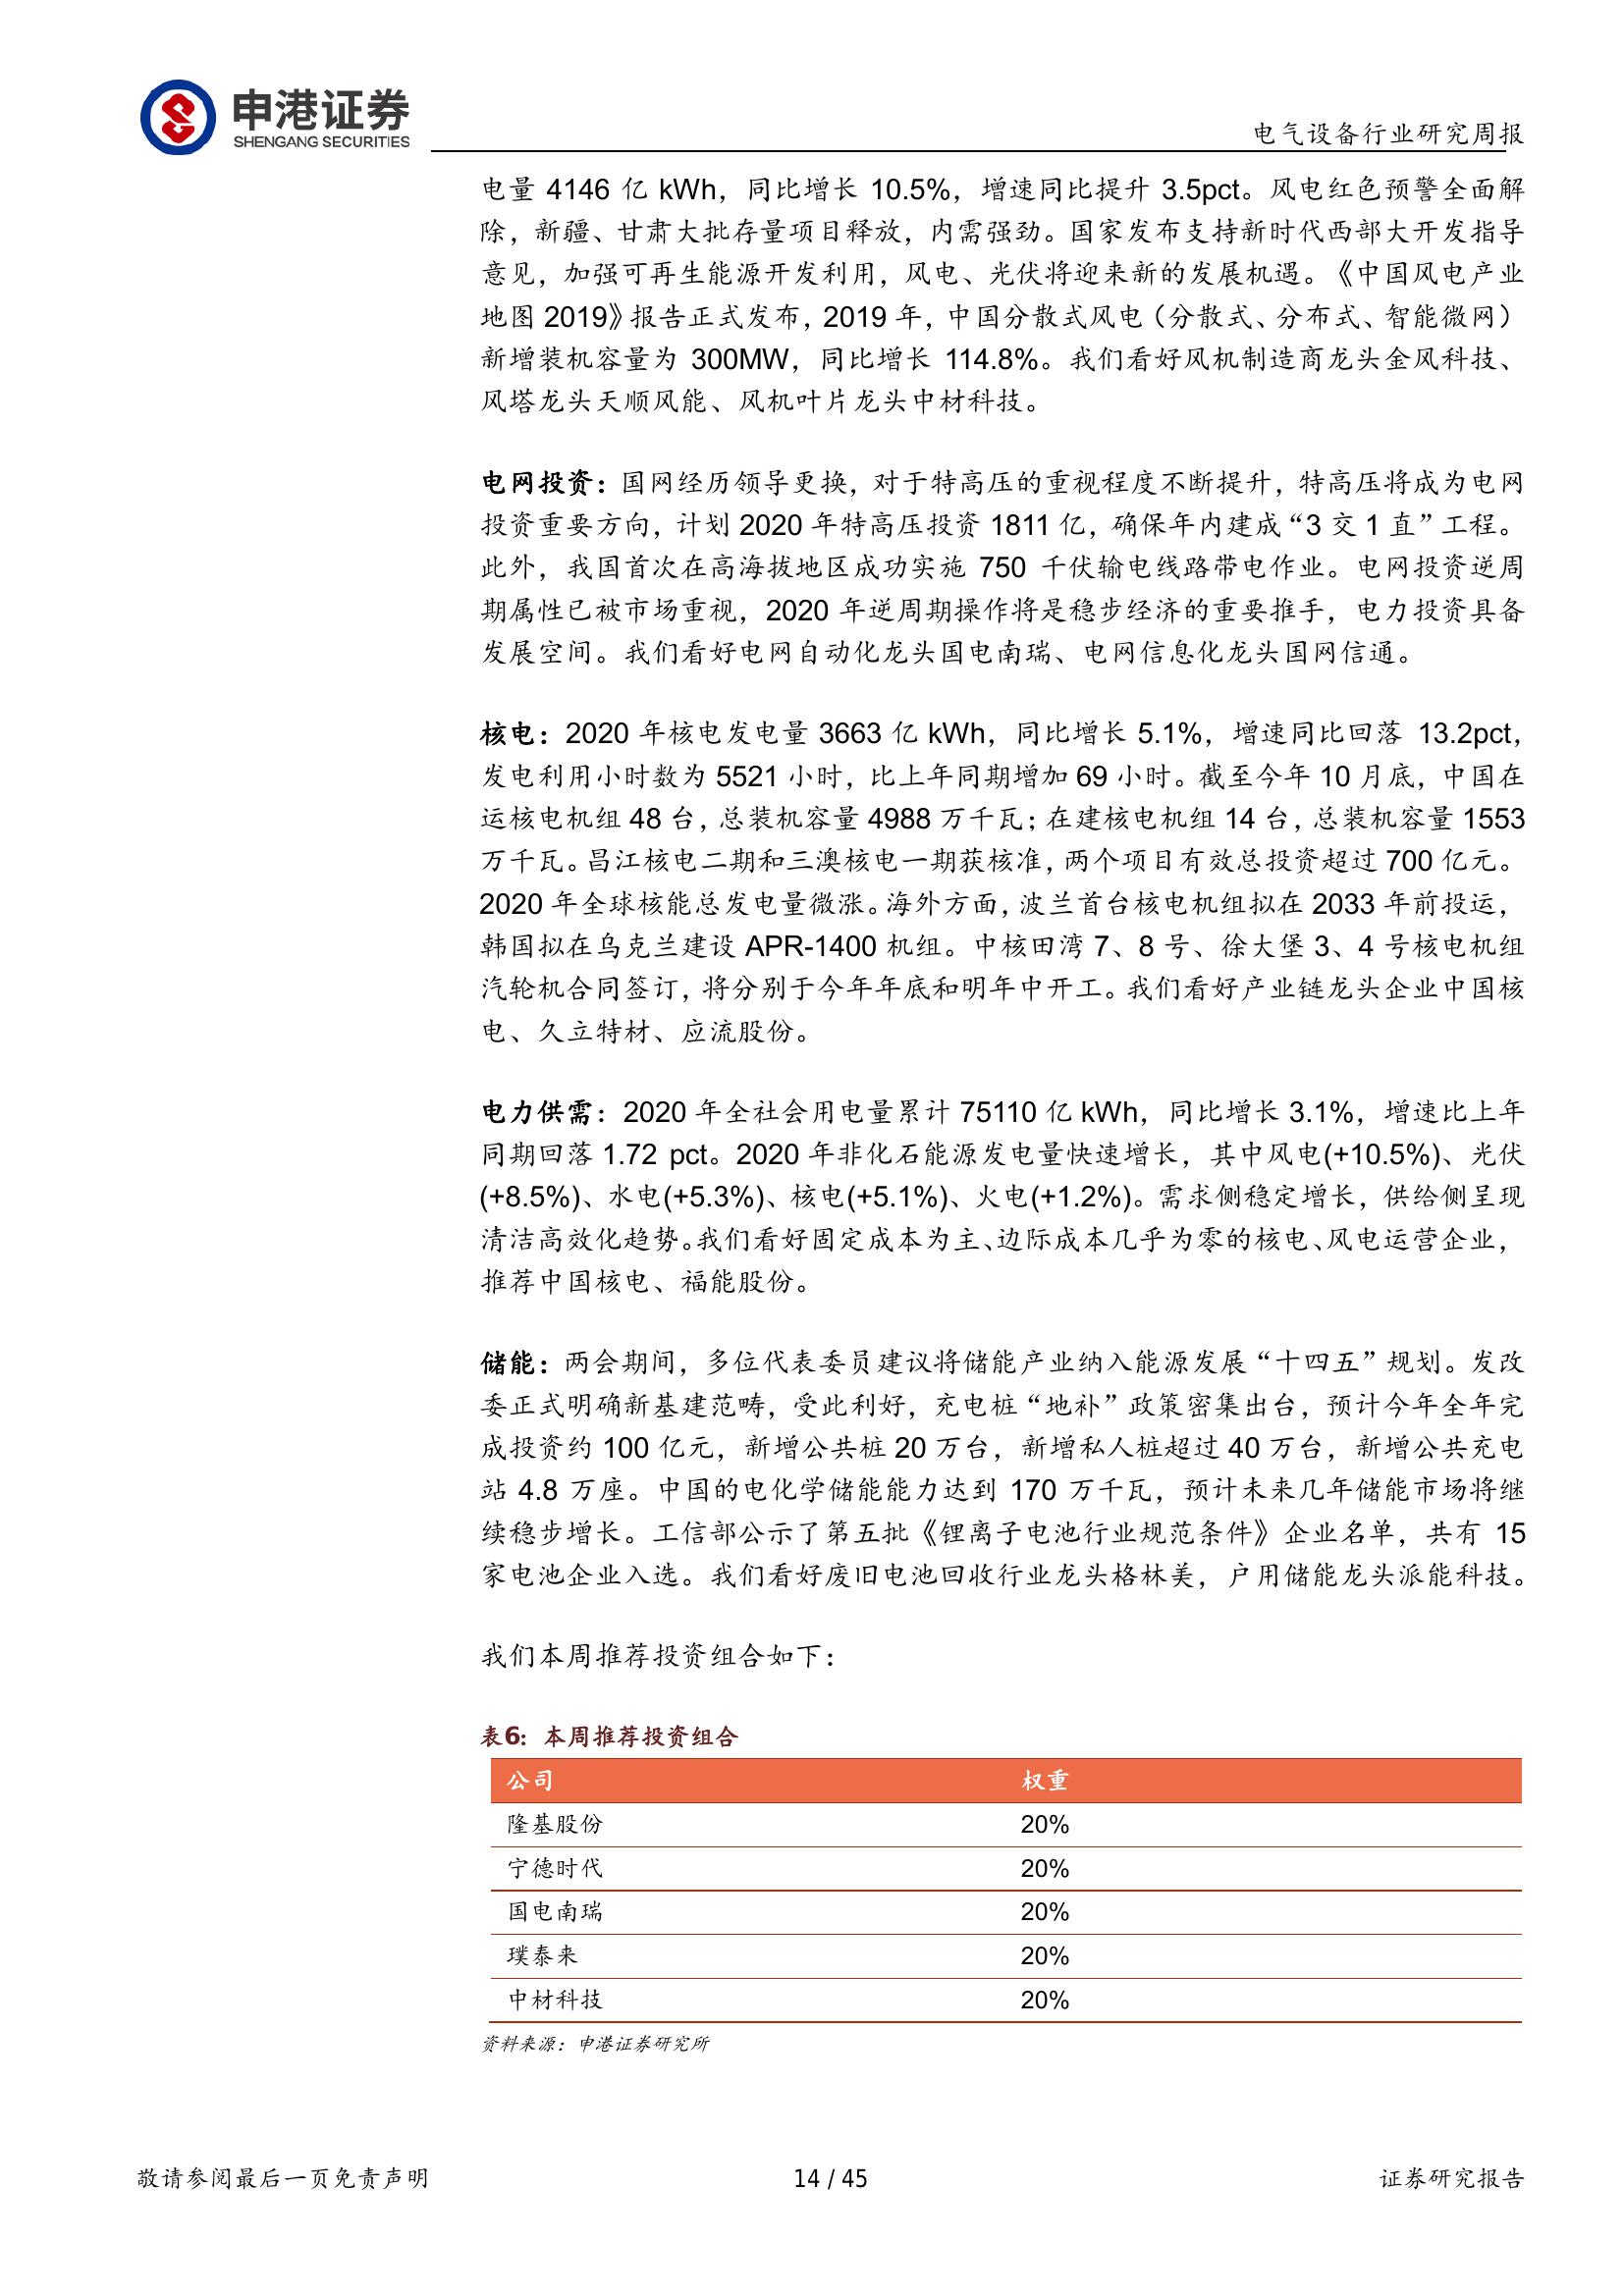 申港证券
SHENGANG SECURITIES
电气设备行业研究周报
电量 4146 亿 kWh，同比增长 10.5%，增速同比提升 3.5pct。风电红色预警全面解
除，新疆、甘肃大批存量项目释放，内需强劲。国家发布支持新时代西部大开发指导
意见，加强可再生能源开发利用，风电、光伏将迎来新的发展机遇。《中国风电产业
地图 2019》报告正式发布，2019 年，中国分散式风电（分散式、分布式、智能微网）
新增装机容量为 300MW，同比增长 114.8%。我们看好风机制造商龙头金风科技、
风塔龙头天顺风能、风机叶片龙头中材科技。
电网投资：国网经历领导更换，对于特高压的重视程度不断提升，特高压将成为电网
投资重要方向，计划 2020 年特高压投资 1811 亿，确保年内建成“3 交 1 直”工程。
此外，我国首次在高海拔地区成功实施 750 千伏输电线路带电作业。电网投资逆周
期属性已被市场重视，2020 年逆周期操作将是稳步经济的重要推手，电力投资具备
发展空间。我们看好电网自动化龙头国电南瑞、电网信息化龙头国网信通。
核电：2020 年核电发电量 3663 亿 kWh，同比增长 5.1%，增速同比回落 13.2pct，
发电利用小时数为 5521 小时，比上年同期增加 69 小时。截至今年 10 月底，中国在
运核电机组 48 台，总装机容量 4988 万千瓦；在建核电机组 14 台，总装机容量 1553
万千瓦。昌江核电二期和三澳核电一期获核准，两个项目有效总投资超过 700 亿元。
2020 年全球核能总发电量微涨。海外方面，波兰首台核电机组拟在 2033 年前投运，
韩国拟在乌克兰建设 APR-1400 机组。中核田湾 7、8 号、徐大堡 3、4 号核电机组
汽轮机合同签订，将分别于今年年底和明年中开工。我们看好产业链龙头企业中国核
电、久立特材、应流股份。
电力供需：2020 年全社会用电量累计 75110 亿 kWh，同比增长 3.1%，增速比上年
同期回落 1.72 pct。2020 年非化石能源发电量快速增长，其中风电(+10.5%)、光伏
(+8.5%)、水电(+5.3%)、核电(+5.1%)、火电(+1.2%)。需求侧稳定增长，供给侧呈现
清洁高效化趋势。我们看好固定成本为主、边际成本几乎为零的核电、风电运营企业，
推荐中国核电、福能股份。
储能：两会期间，多位代表委员建议将储能产业纳入能源发展“十四五”规划。发改
委正式明确新基建范畴，受此利好，充电桩“地补”政策密集出台，预计今年全年完
成投资约 100 亿元，新增公共桩 20 万台，新增私人桩超过 40 万台，新增公共充电
站 4.8 万座。中国的电化学储能能力达到 170 万千瓦，预计未来几年储能市场将继
续稳步增长。工信部公示了第五批《锂离子电池行业规范条件》企业名单，共有 15
家电池企业入选。我们看好废旧电池回收行业龙头格林美，户用储能龙头派能科技。
我们本周推荐投资组合如下：
表6：本周推荐投资组合
公司 权重
隆基股份 20%
宁德时代 20%
国电南瑞 20%
璞泰来 20%
中材科技 20%
资料来源：申港证券研究所
敬请参阅最后一页免责声明 14 / 45 证券研究报告